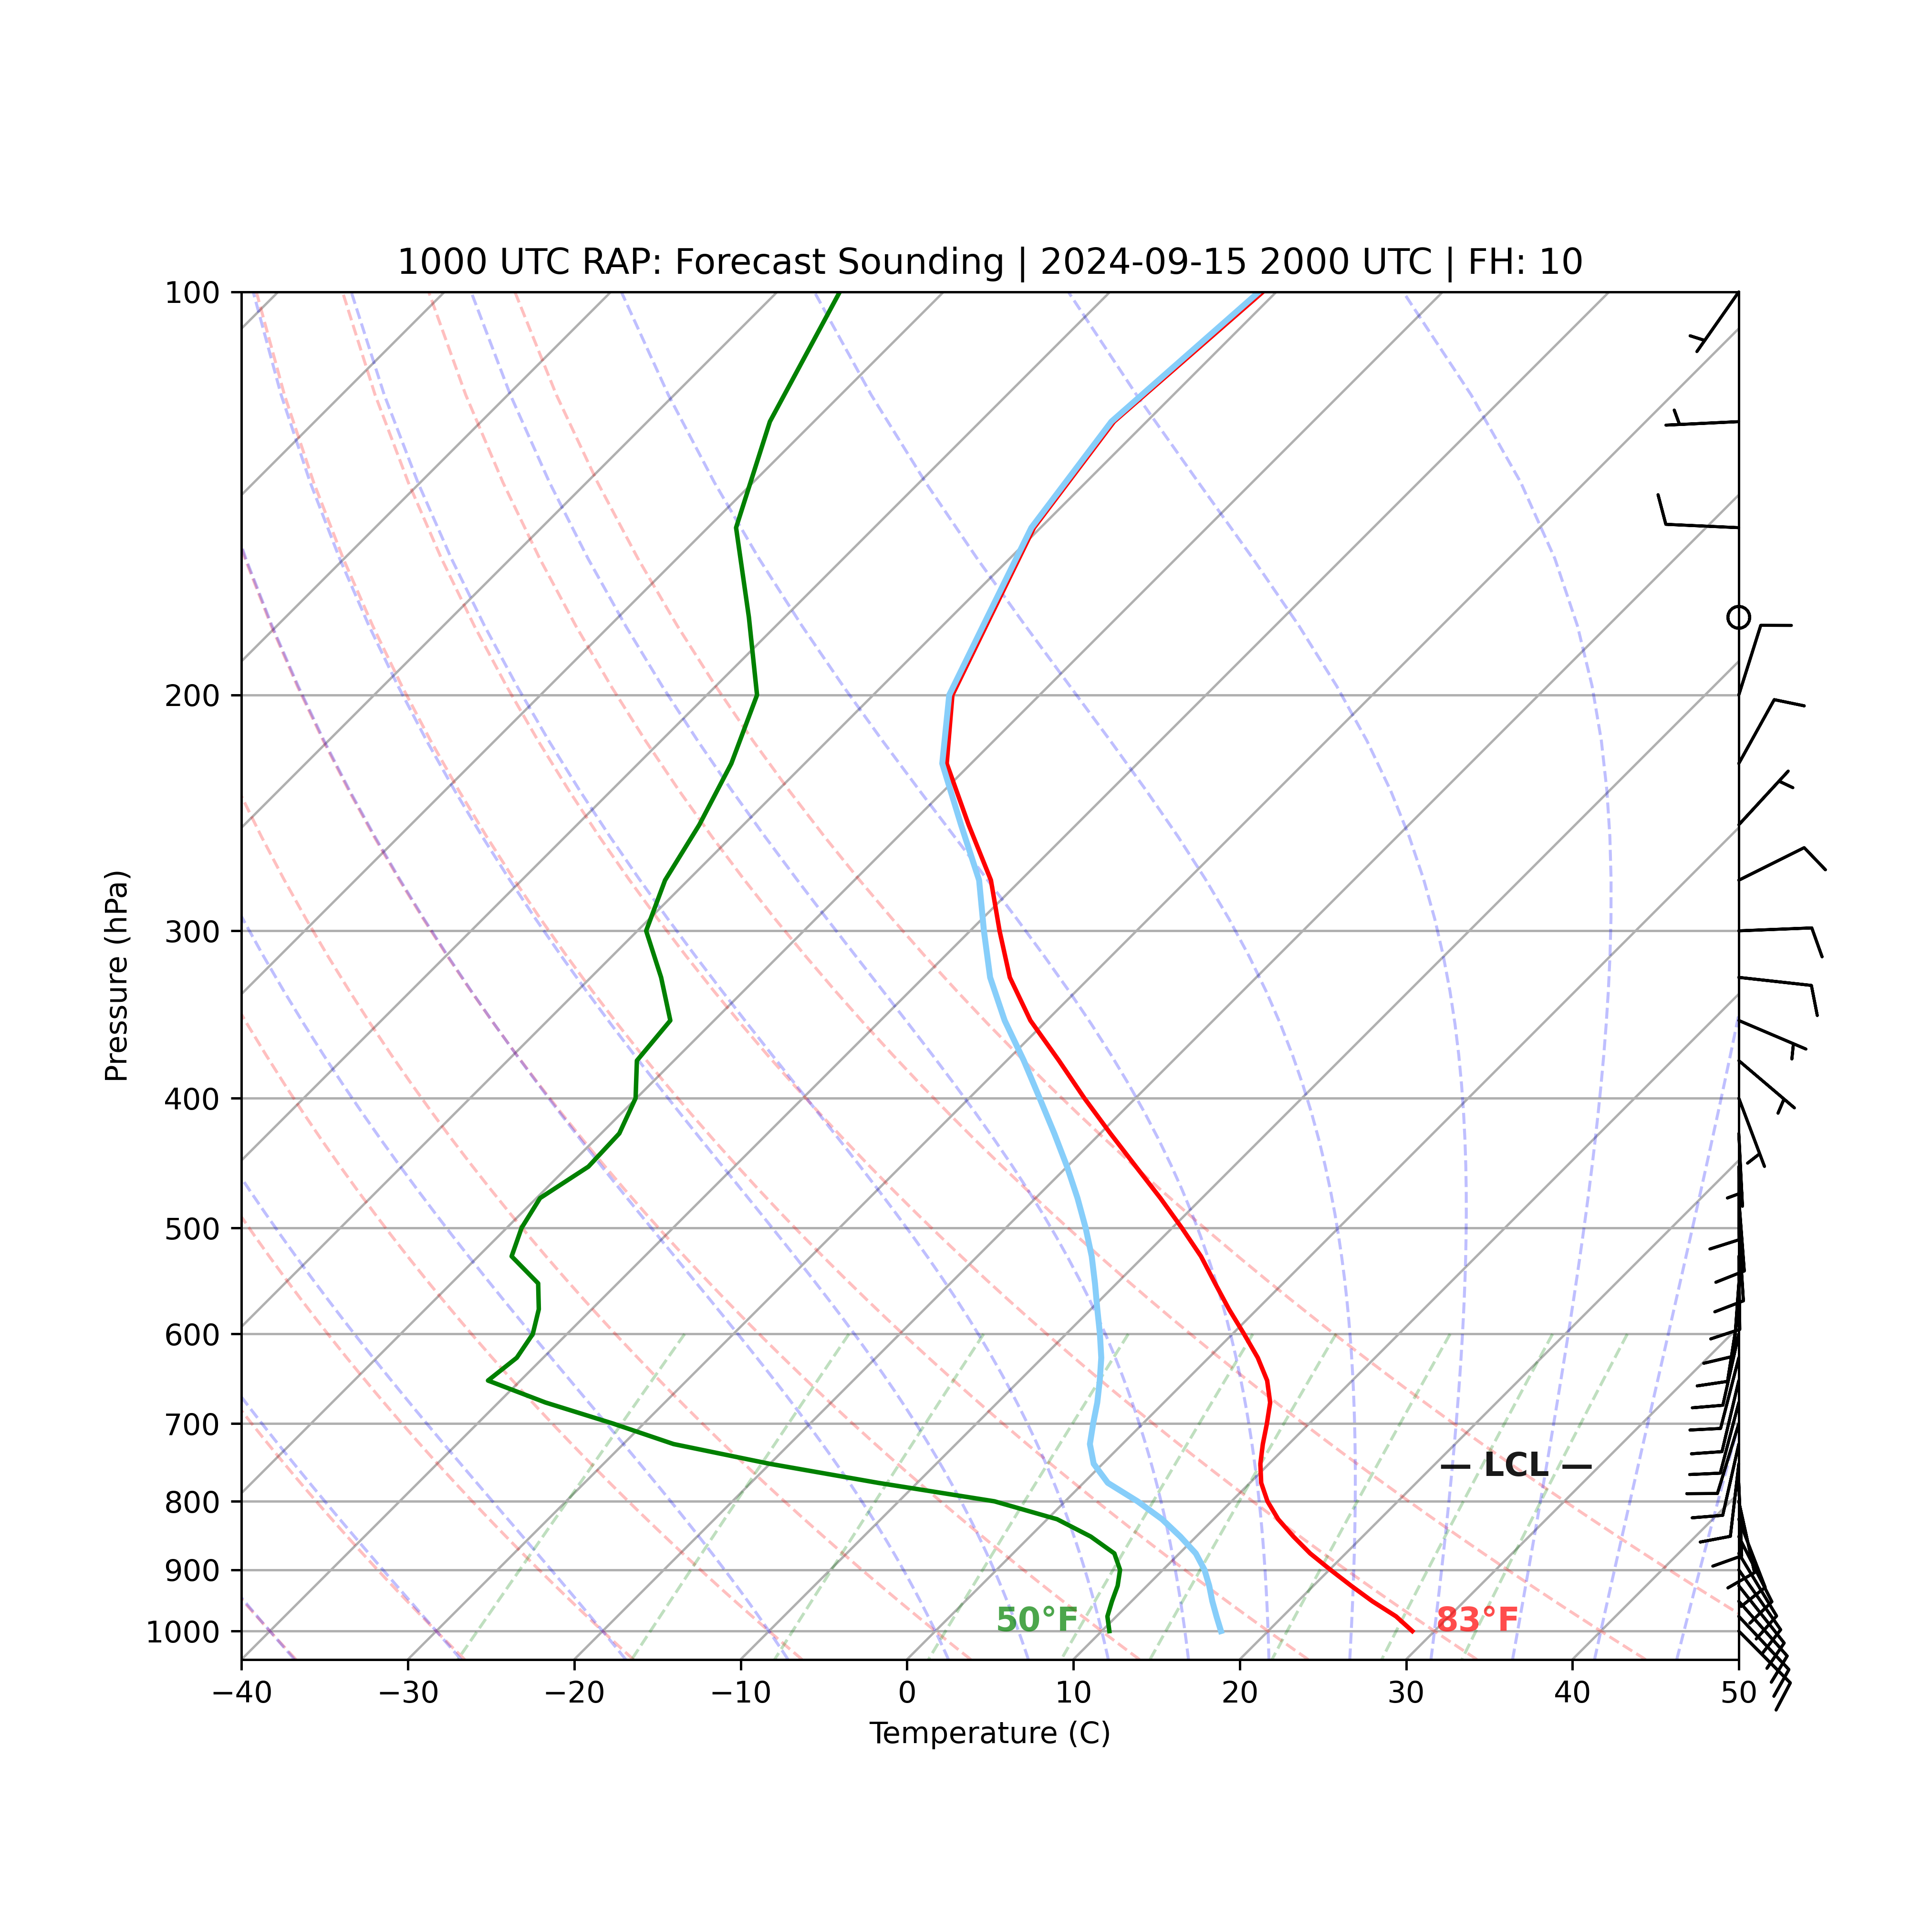 1000 UTC RAP: Forecast Sounding | 2024-09-15 2000 UTC | FH: 10
100
200
300
400
500
600
700
800
900
1000
Pressure (hPa)
— LCL —
50°F
83°F
−40 −30 −20 −10 0 10 20 30 40 50
Temperature (C)